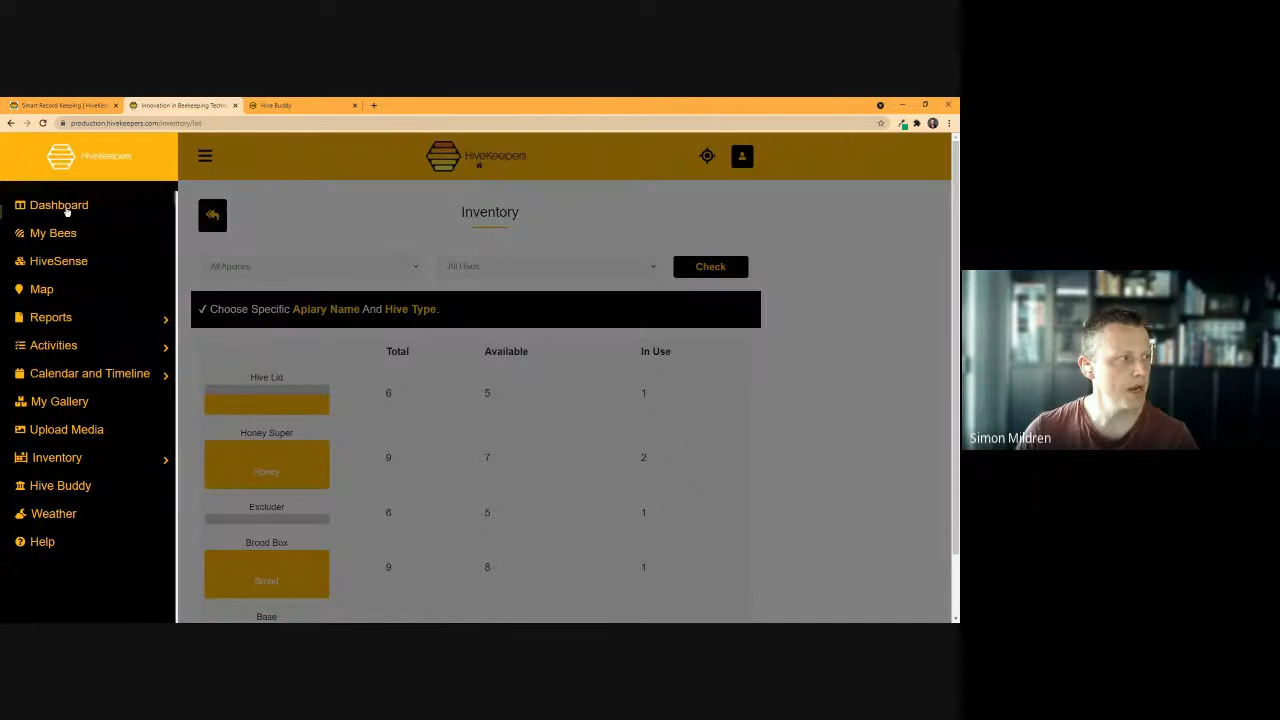 Smart Record Keeping | HiveKee
Innovation in Beekeeping Techn
Hive Buddy
production.hivekeepers.com/inventory/list
HiveKeepers
HiveKeepers
Dashboard
My Bees
HiveSense
Map
Reports
Activities
Calendar and Timeline
My Gallery
Upload Media
Inventory
Hive Buddy
Weather
Help
Inventory
All Apiaries
All Hives
Check
✓ Choose Specific Apiary Name And Hive Type.
Total Available In Use
Hive Lid
6 5 1
Honey Super
Honey
9 7 2
Excluder
6 5 1
Brood Box
Brood
9 8 1
Base
Simon Mildren